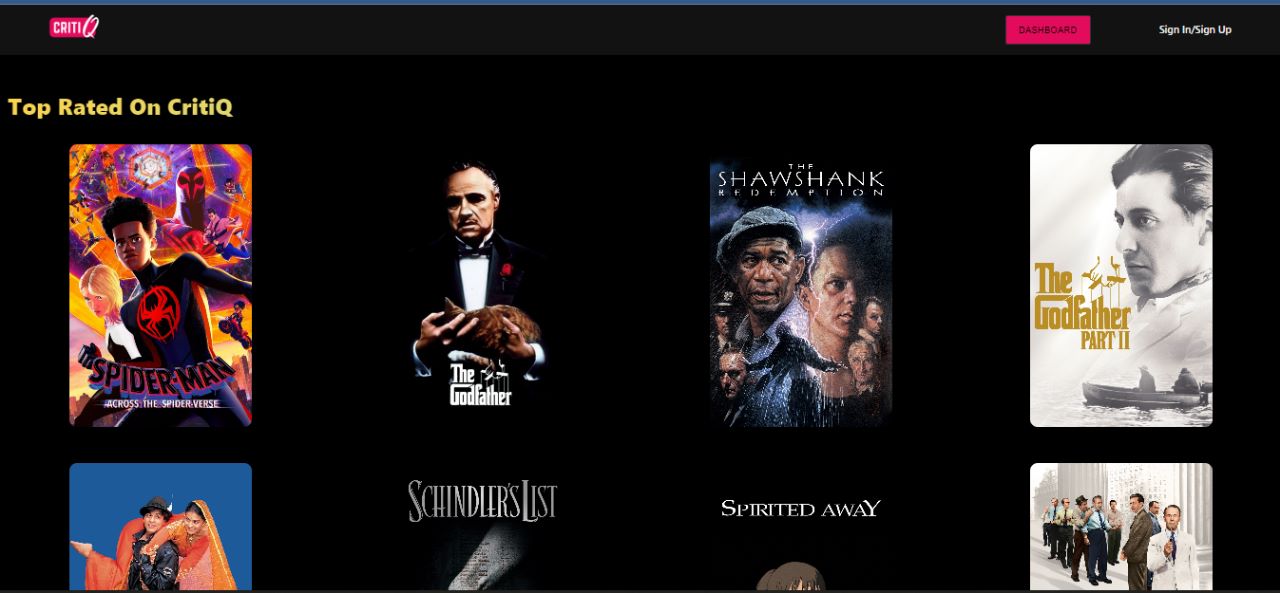 CRITIQ
DASHBOARD
Sign In/Sign Up
Top Rated On CritiQ
SPIDER-MAN
ACROSS THE SPIDER-VERSE
The
Godfather
THE
SHAWSHANK
REDEMPTION
The
Godfather
PART II
SCHINDLER'S LIST
SPIRITED AWAY